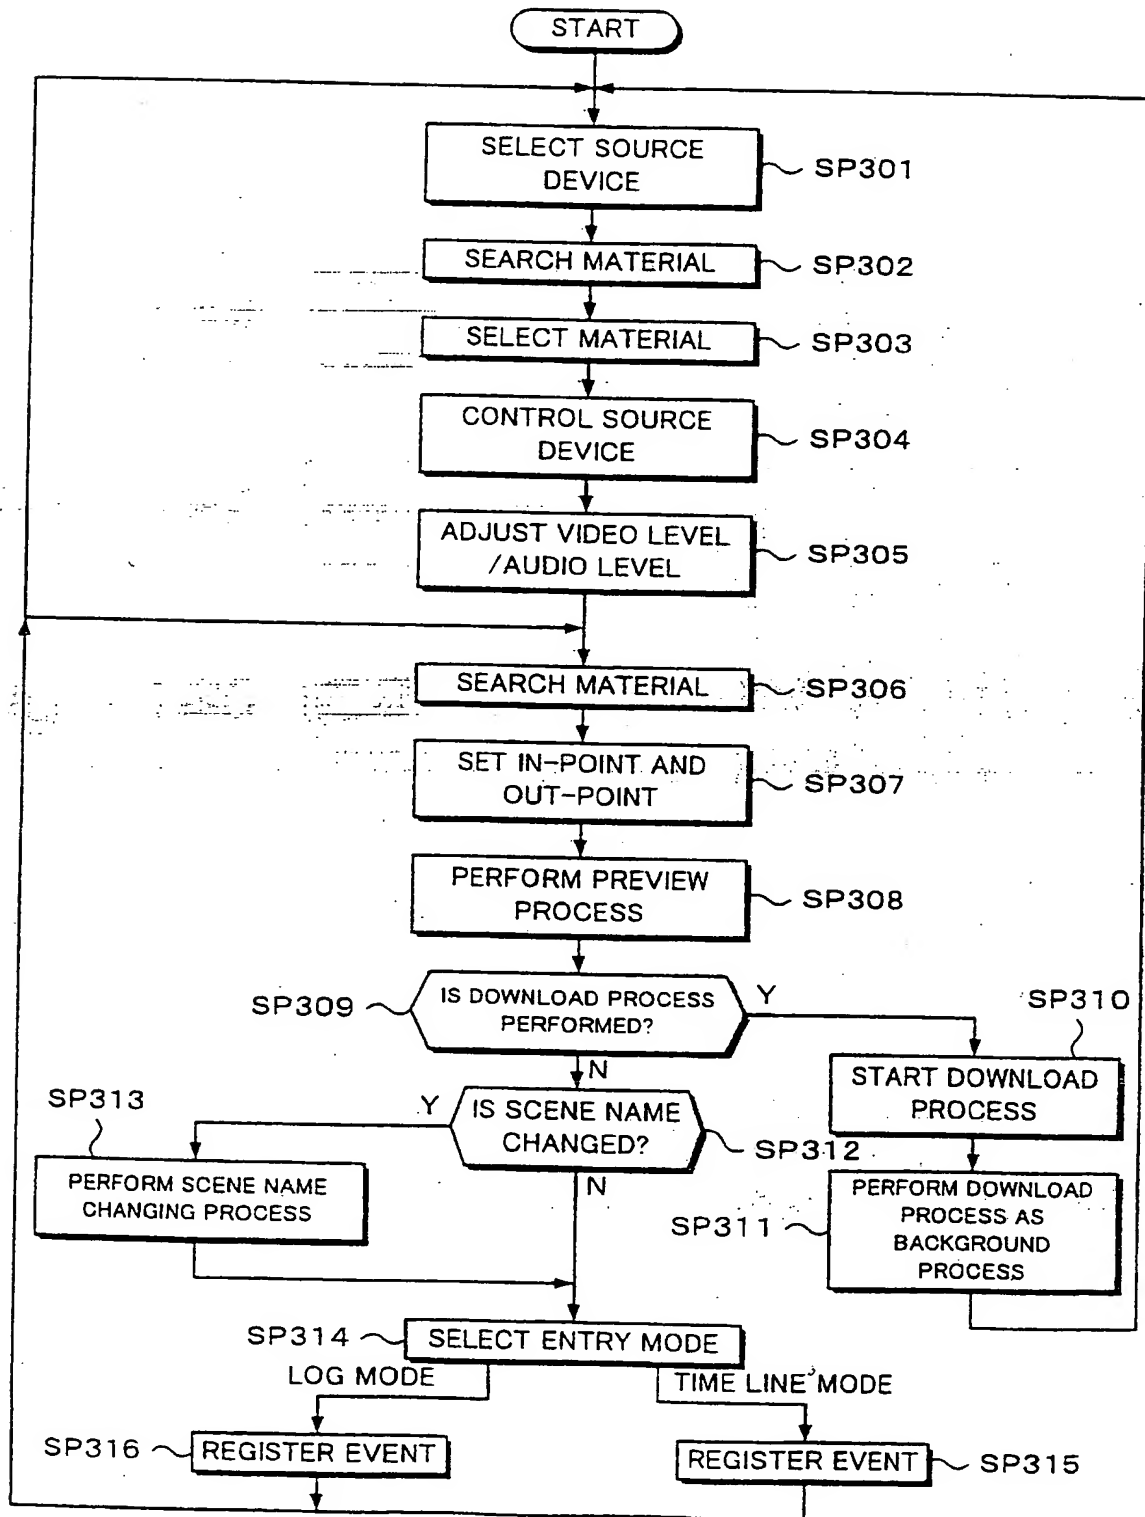 START
SELECT SOURCE
DEVICE
SP301
SEARCH MATERIAL
SP302
SELECT MATERIAL
SP303
CONTROL SOURCE
DEVICE
SP304
ADJUST VIDEO LEVEL
/AUDIO LEVEL
SP305
SEARCH MATERIAL
SP306
SET IN-POINT AND
OUT-POINT
SP307
PERFORM PREVIEW
PROCESS
SP308
SP309
IS DOWNLOAD PROCESS
PERFORMED?
Y
N
SP310
START DOWNLOAD
PROCESS
SP311
PERFORM DOWNLOAD
PROCESS AS
BACKGROUND
PROCESS
IS SCENE NAME
CHANGED?
SP312
Y
N
SP313
PERFORM SCENE NAME
CHANGING PROCESS
SP314
SELECT ENTRY MODE
LOG MODE
TIME LINE MODE
SP316
REGISTER EVENT
REGISTER EVENT
SP315